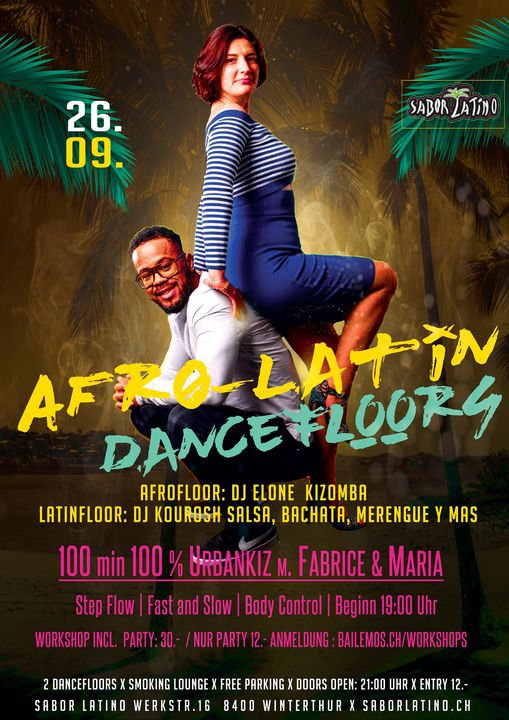 26.
09.
SABOR LATINO
AFRO-LATIN
DANCEFLOORS
AFROFLOOR: DJ ELONE KIZOMBA
LATINFLOOR: DJ KOUROSH SALSA, BACHATA, MERENGUE Y MAS
100 min 100 % URBANKIZ M. FABRICE & MARIA
Step Flow | Fast and Slow | Body Control | Beginn 19:00 Uhr
WORKSHOP INCL. PARTY: 30.- / NUR PARTY 12.- ANMELDUNG : BAILEMOS.CH/WORKSHOPS
2 DANCEFLOORS X SMOKING LOUNGE X FREE PARKING X DOORS OPEN: 21:00 UHR X ENTRY 12.-
SABOR LATINO WERKSTR.16 8400 WINTERTHUR X SABORLATINO.CH